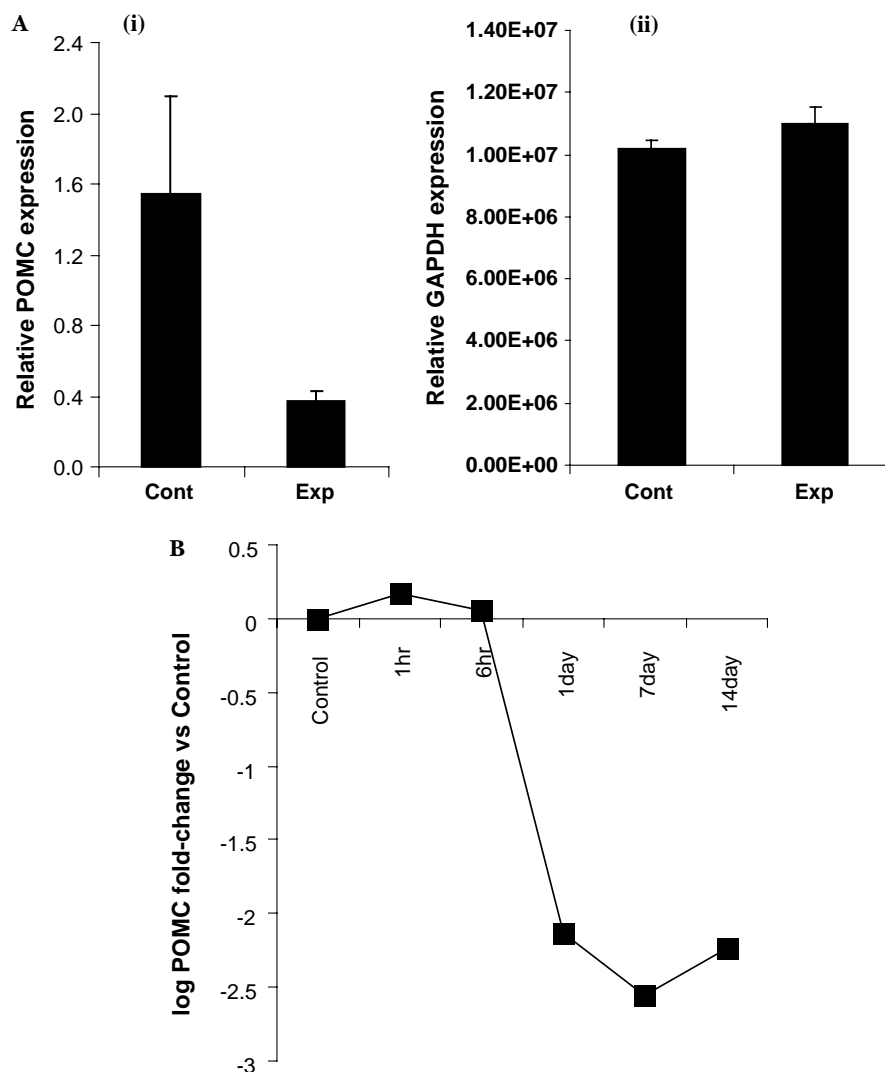 A (i)
2.4
2.0
1.6
1.2
0.8
0.4
0.0
Relative POMC expression
Cont Exp
(ii)
1.40E+07
1.20E+07
1.00E+07
8.00E+06
6.00E+06
4.00E+06
2.00E+06
0.00E+00
Relative GAPDH expression
Cont Exp
B
0.5
0
-0.5
-1
-1.5
-2
-2.5
-3
log POMC fold-change vs Control
Control 1hr 6hr 1day 7day 14day